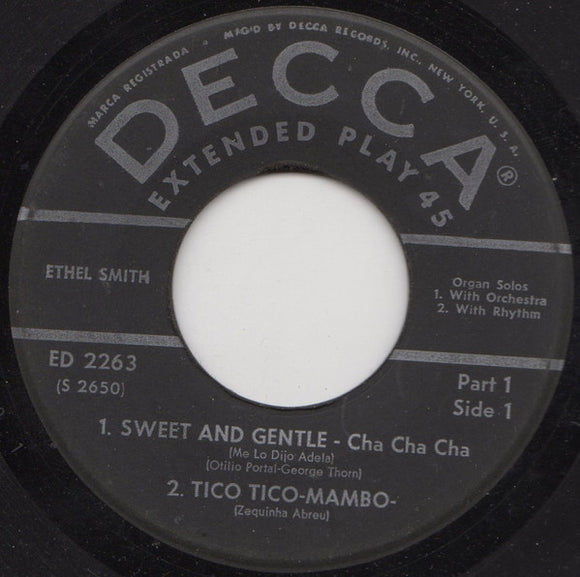 MARCA REGISTRADA • MF'G'D BY DECCA RECORDS, INC., NEW YORK, U. S. A.
DECCA®
EXTENDED PLAY 45
ETHEL SMITH
Organ Solos
1. With Orchestra
2. With Rhythm
ED 2263
(S 2650)
Part 1
Side 1
1. SWEET AND GENTLE - Cha Cha Cha
(Me Lo Dijo Adela)
(Otilio Portal-George Thorn)
2. TICO TICO-MAMBO-
(Zequinha Abreu)